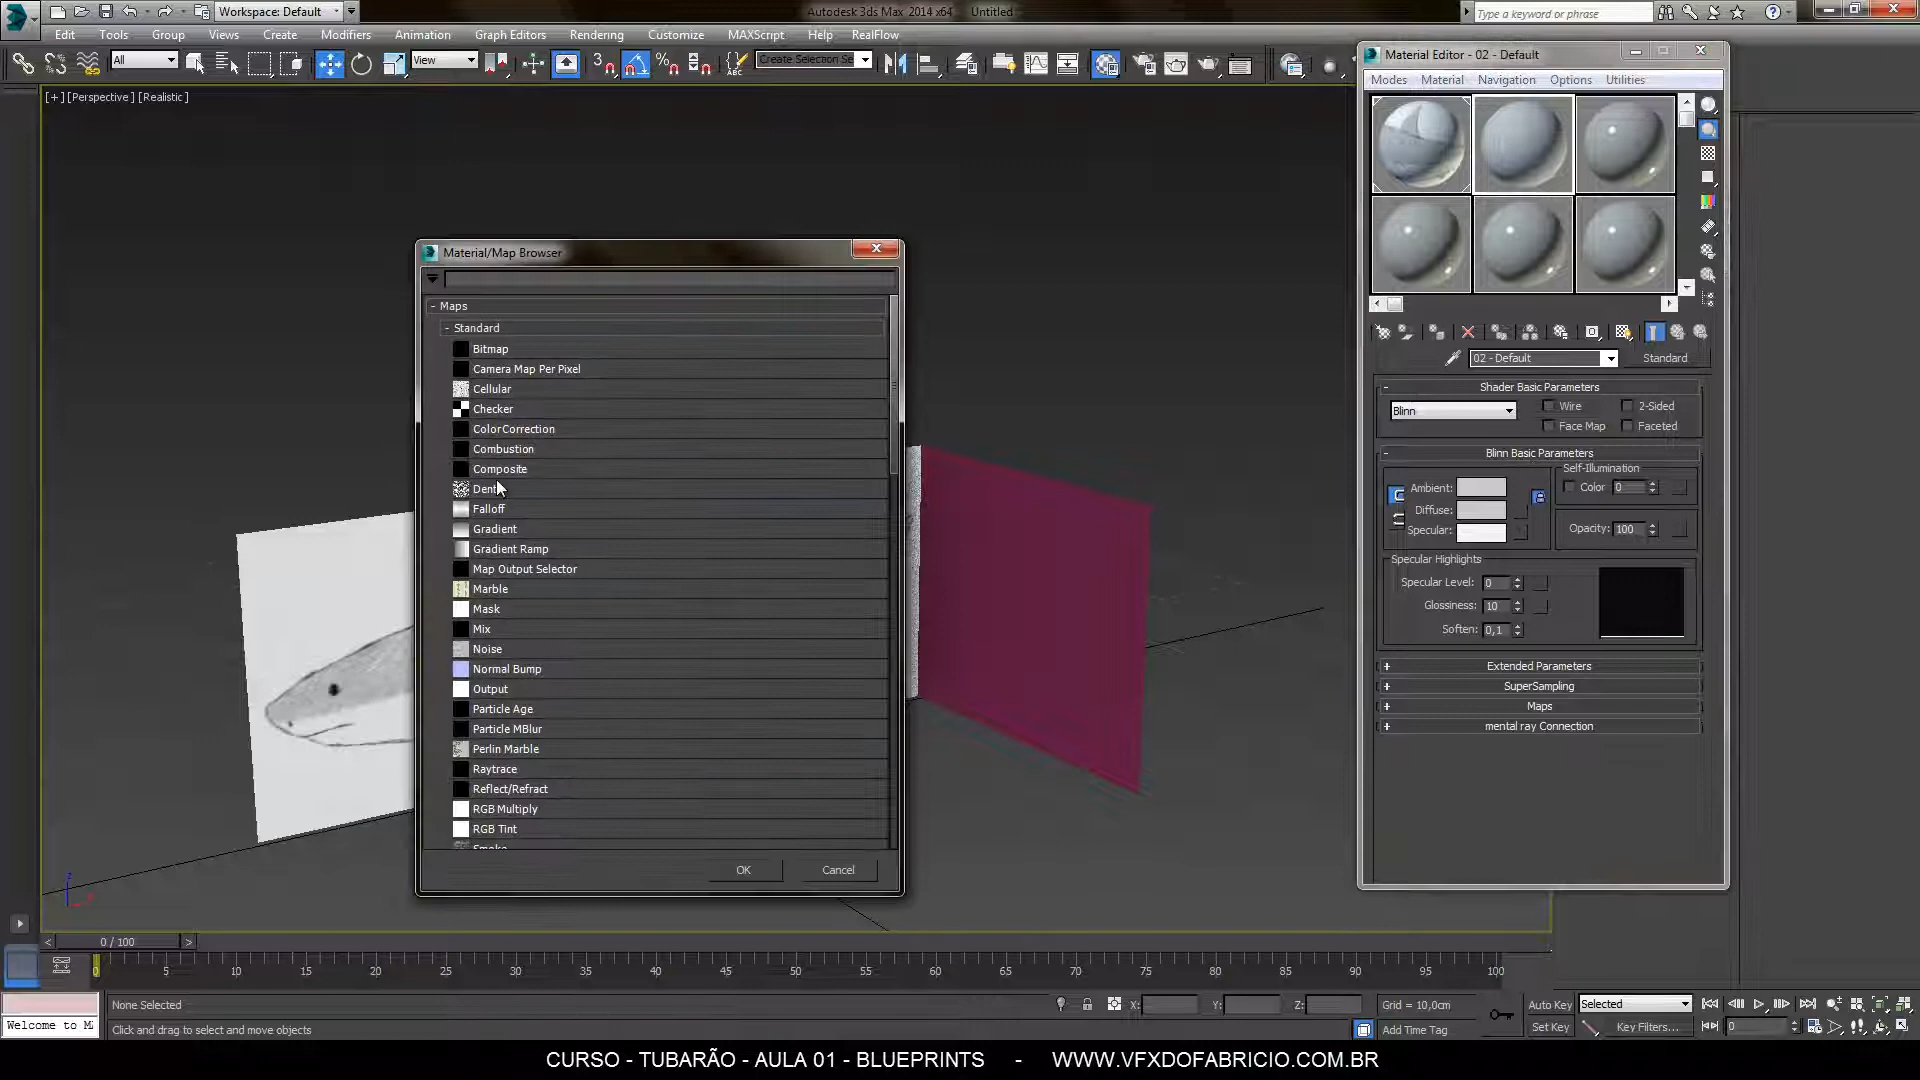 Workspace: Default
Autodesk 3ds Max 2014 x64 Untitled
Type a keyword or phrase
Edit Tools Group Views Create Modifiers Animation Graph Editors Rendering Customize MAXScript Help RealFlow
All
View
3
Create Selection Se
[+] [Perspective] [Realistic]
Material/Map Browser
- Maps
- Standard
Bitmap
Camera Map Per Pixel
Cellular
Checker
ColorCorrection
Combustion
Composite
Dent
Falloff
Gradient
Gradient Ramp
Map Output Selector
Marble
Mask
Mix
Noise
Normal Bump
Output
Particle Age
Particle MBlur
Perlin Marble
Raytrace
Reflect/Refract
RGB Multiply
RGB Tint
Smoke
OK Cancel
Material Editor - 02 - Default
Modes Material Navigation Options Utilities
02 - Default Standard
- Shader Basic Parameters
Blinn
Wire 2-Sided
Face Map Faceted
- Blinn Basic Parameters
Self-Illumination
Ambient: Color 0
Diffuse:
Specular: Opacity: 100
Specular Highlights
Specular Level: 0
Glossiness: 10
Soften: 0,1
+ Extended Parameters
+ SuperSampling
+ Maps
+ mental ray Connection
z
< 0 / 100 >
0 5 10 15 20 25 30 35 40 45 50 55 60 65 70 75 80 85 90 95 100
None Selected X: Y: Z: Grid = 10,0cm Auto Key Selected
Welcome to M
Click and drag to select and move objects Add Time Tag Set Key Key Filters... 0
CURSO - TUBARÃO - AULA 01 - BLUEPRINTS - WWW.VFXDOFABRICIO.COM.BR